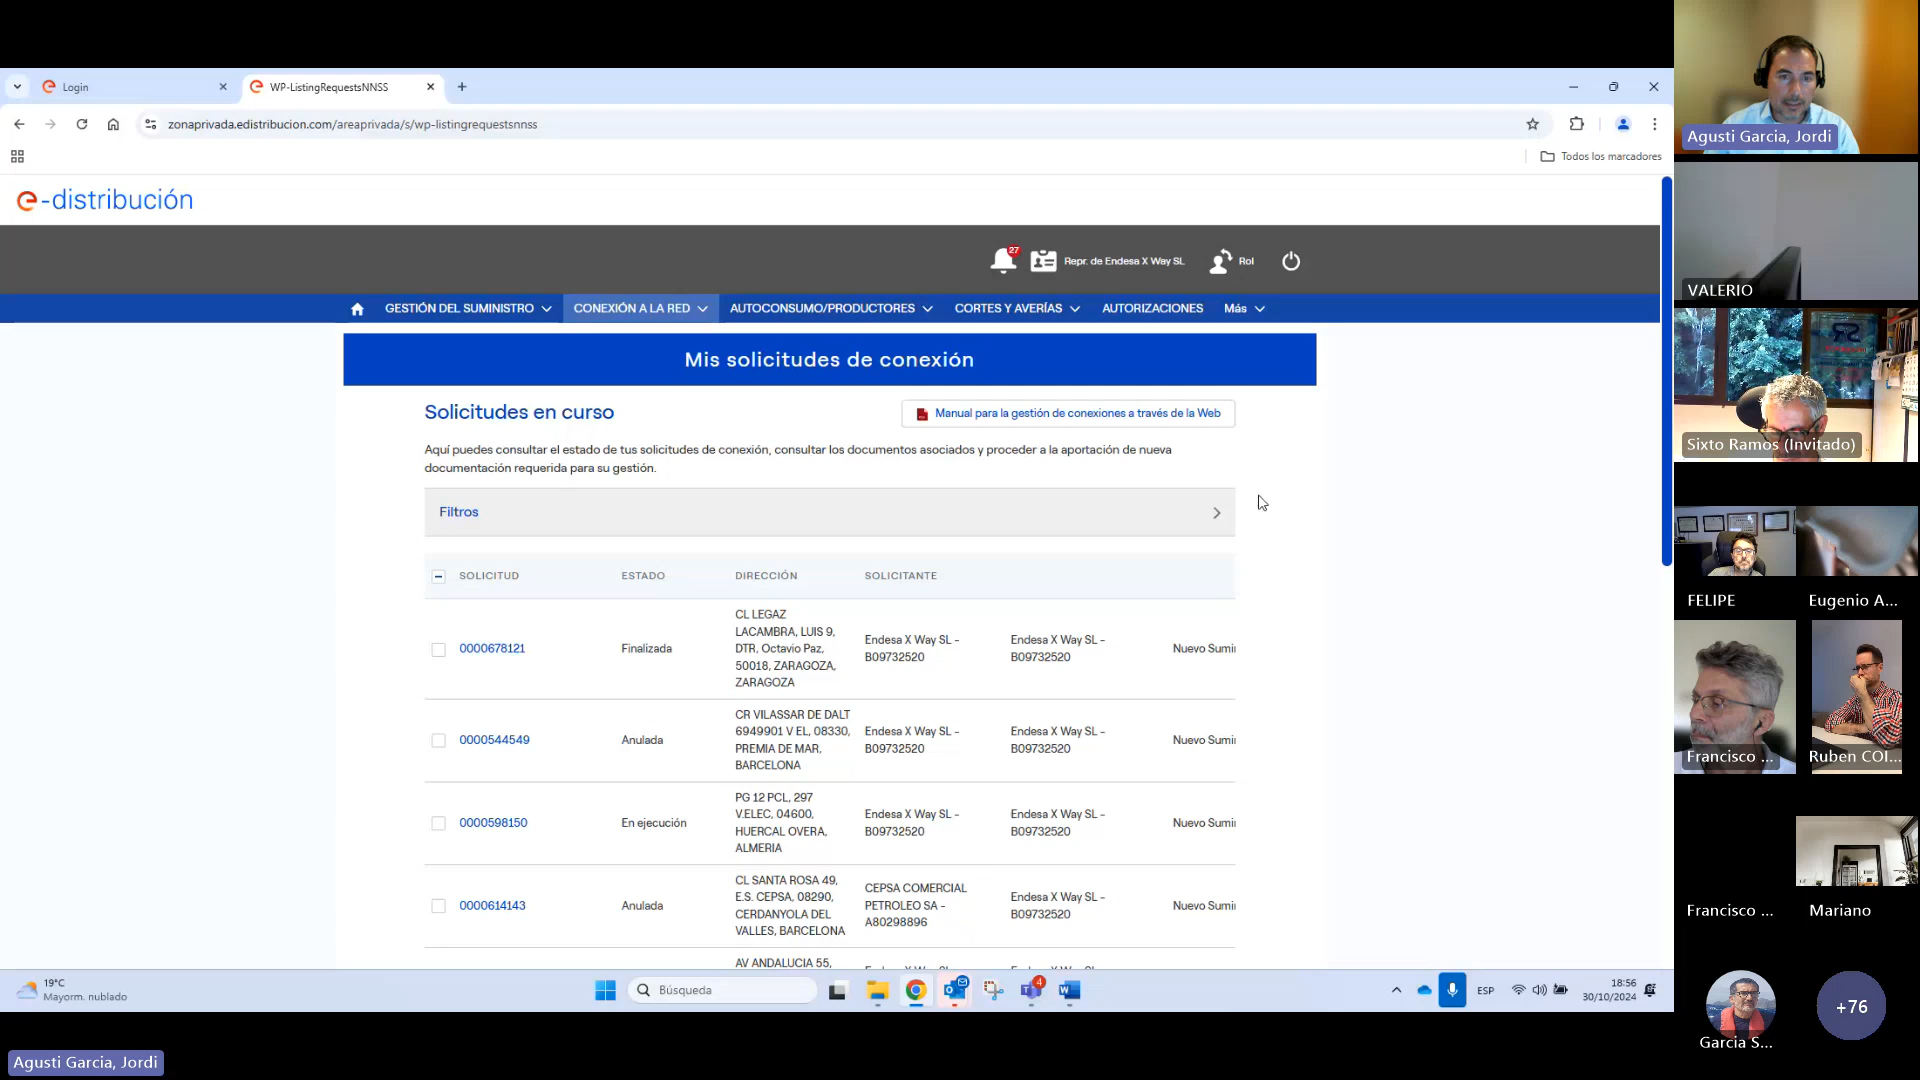 Login
WP-ListingRequestsNNSS
zonaprivada.edistribucion.com/areaprivada/s/wp-listingrequestsnnss
Todos los marcadores
e-distribución
27
Repr. de Endesa X Way SL
Rol
GESTIÓN DEL SUMINISTRO
CONEXIÓN A LA RED
AUTOCONSUMO/PRODUCTORES
CORTES Y AVERÍAS
AUTORIZACIONES
Más
Mis solicitudes de conexión
Solicitudes en curso
Manual para la gestión de conexiones a través de la Web
Aquí puedes consultar el estado de tus solicitudes de conexión, consultar los documentos asociados y proceder a la aportación de nueva
documentación requerida para su gestión.
Filtros
SOLICITUD ESTADO DIRECCIÓN SOLICITANTE
0000678121
Finalizada
CL LEGAZ
LACAMBRA, LUIS 9,
DTR, Octavio Paz,
50018, ZARAGOZA,
ZARAGOZA
Endesa X Way SL -
B09732520
Endesa X Way SL -
B09732520
Nuevo Sumi
0000544549
Anulada
CR VILASSAR DE DALT
6949901 V EL, 08330,
PREMIA DE MAR,
BARCELONA
Endesa X Way SL -
B09732520
Endesa X Way SL -
B09732520
Nuevo Sumi
0000598150
En ejecución
PG 12 PCL, 297
V.ELEC, 04600,
HUERCAL OVERA,
ALMERIA
Endesa X Way SL -
B09732520
Endesa X Way SL -
B09732520
Nuevo Sumi
0000614143
Anulada
CL SANTA ROSA 49,
E.S. CEPSA, 08290,
CERDANYOLA DEL
VALLES, BARCELONA
CEPSA COMERCIAL
PETROLEO SA -
A80298896
Endesa X Way SL -
B09732520
Nuevo Sumi
AV ANDALUCIA 55,
19°C
Mayorm. nublado
Búsqueda
4
ESP
18:56
30/10/2024
Agusti Garcia, Jordi
Agusti Garcia, Jordi
VALERIO
Sixto Ramos (Invitado)
FELIPE
Eugenio A...
Francisco ...
Ruben COI...
Francisco ...
Mariano
Garcia S...
+76